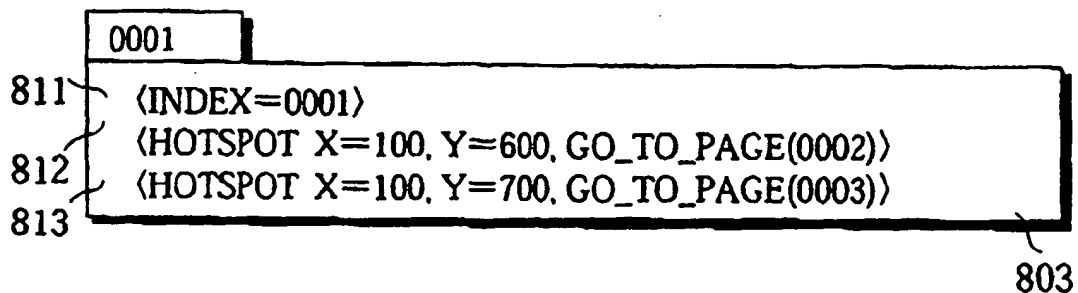 0001
811 〈INDEX=0001〉
812 〈HOTSPOT X=100, Y=600, GO_TO_PAGE(0002)〉
813 〈HOTSPOT X=100, Y=700, GO_TO_PAGE(0003)〉
803